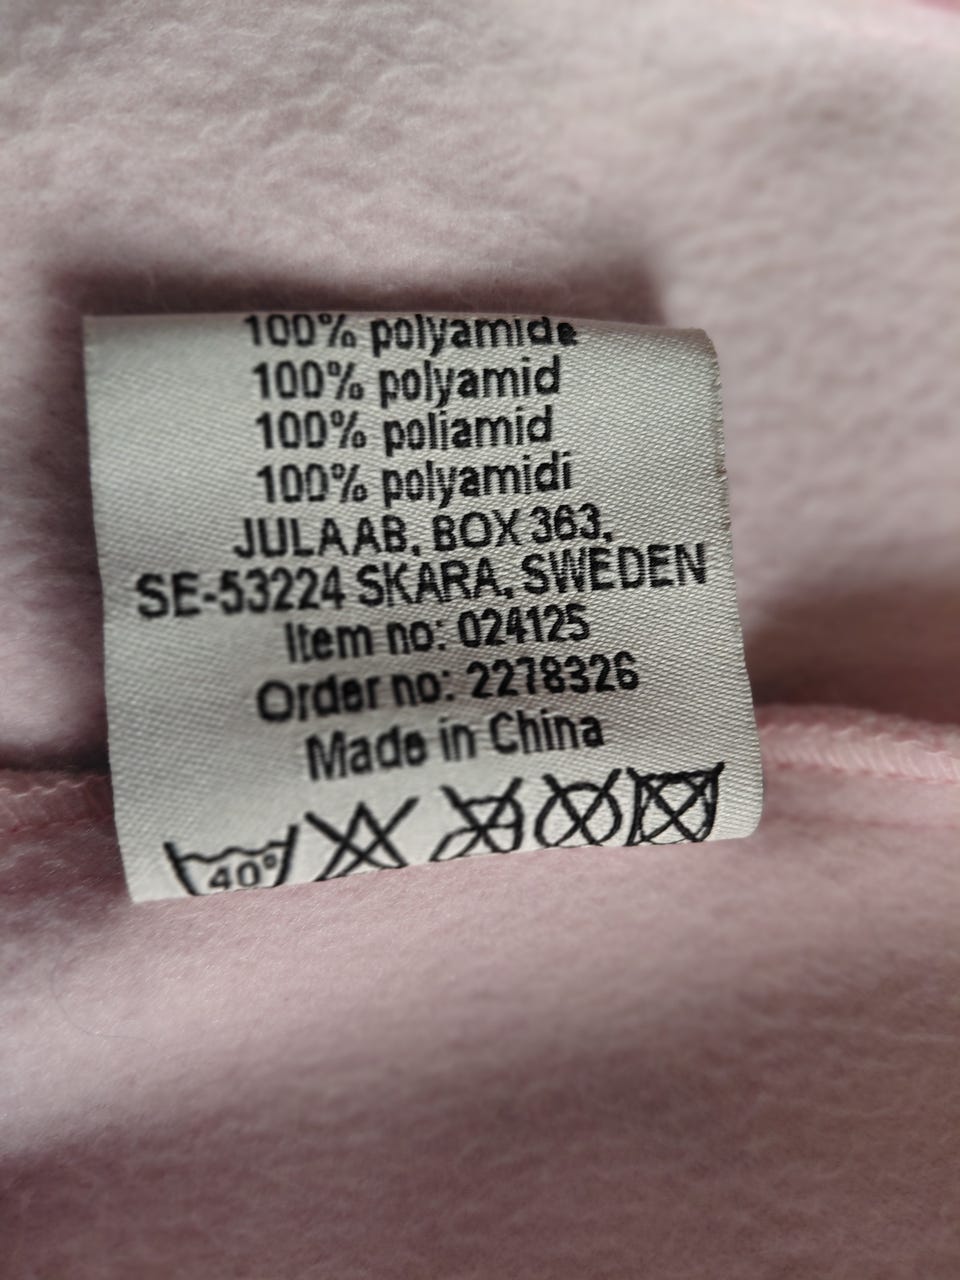 100% polyamide
100% polyamid
100% poliamid
100% polyamidi
JULA AB, BOX 363,
SE-53224 SKARA, SWEDEN
Item no: 024125
Order no: 2278326
Made in China
40°